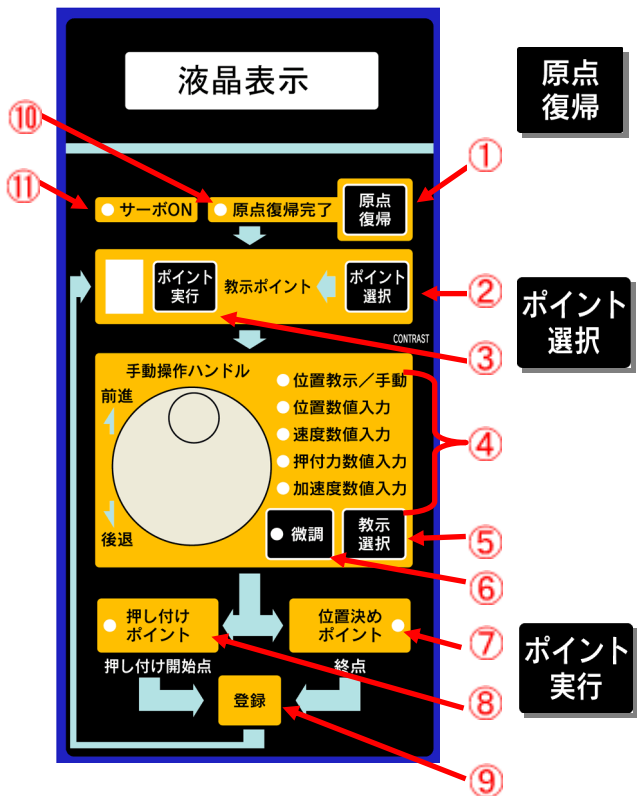 液晶表示
原点
復帰
⑩
①
⑪
サーボON
原点復帰完了
原点
復帰
ポイント
実行
教示ポイント
ポイント
選択
②
ポイント
選択
③
CONTRAST
手動操作ハンドル
前進
後退
位置教示／手動
位置数値入力
速度数値入力
押付力数値入力
加速度数値入力
④
微調
教示
選択
⑤
⑥
押し付け
ポイント
位置決め
ポイント
⑦
ポイント
実行
押し付け開始点
終点
⑧
登録
⑨